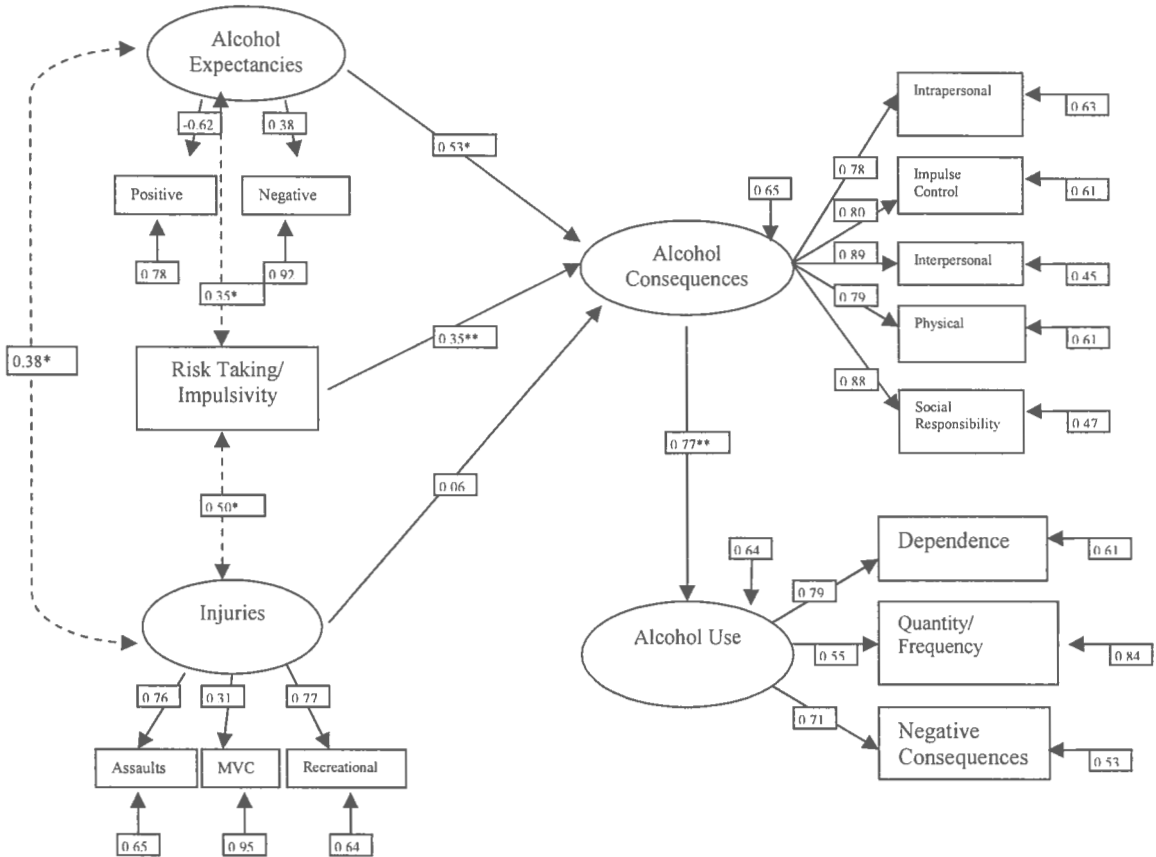 Alcohol
Expectancies
-0.62
0.38
Positive
Negative
0.78
0.92
0.35*
0.38*
Risk Taking/
Impulsivity
0.50*
Injuries
0.76
0.31
0.77
Assaults
MVC
Recreational
0.65
0.95
0.64
0.53*
0.35**
0.06
0.65
Alcohol
Consequences
0.77**
0.64
Alcohol Use
0.78
0.80
0.89
0.79
0.88
Intrapersonal
0.63
Impulse
Control
0.61
Interpersonal
0.45
Physical
0.61
Social
Responsibility
0.47
0.79
0.55
0.71
Dependence
0.61
Quantity/
Frequency
0.84
Negative
Consequences
0.53